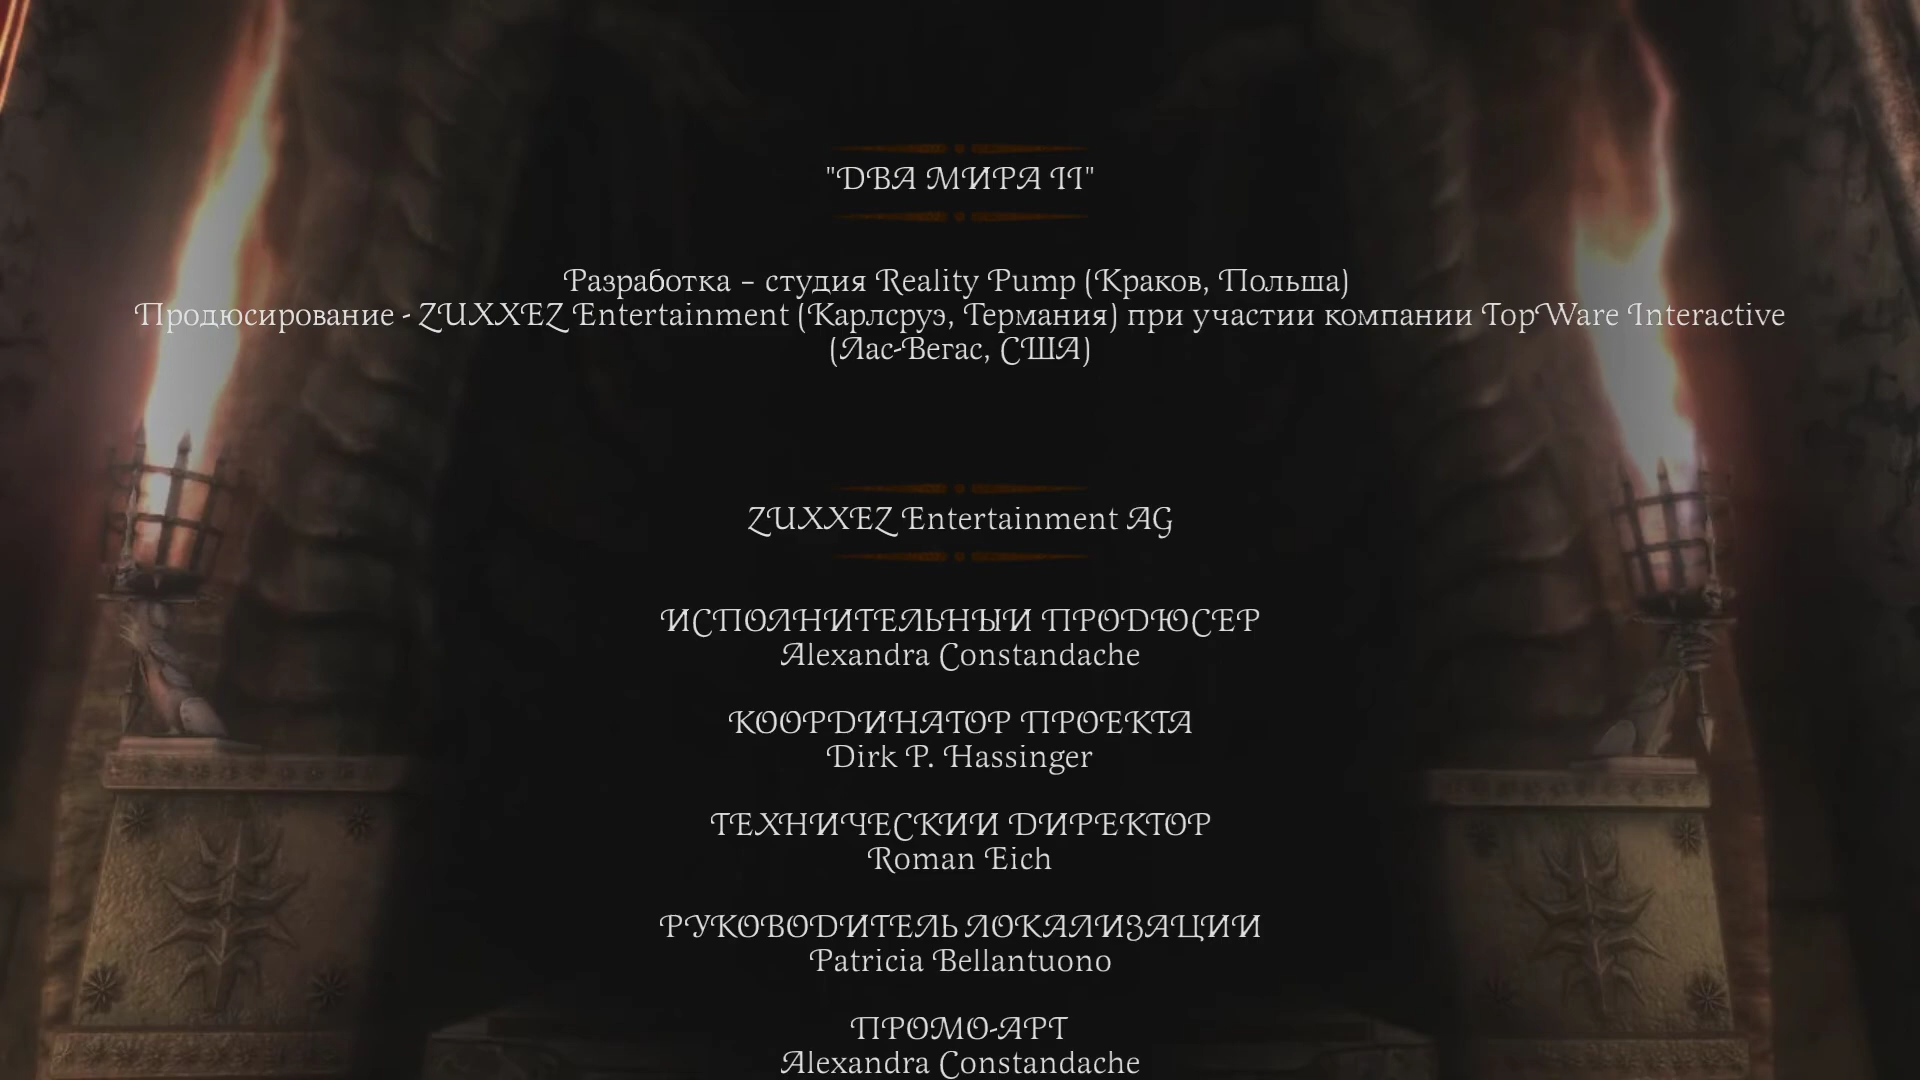 "ДВА МИРА II"
Разработка – студия Reality Pump (Краков, Польша)
Продюсирование - ZUXXEZ Entertainment (Карлсруэ, Германия) при участии компании TopWare Interactive
(Лас-Вегас, США)
ZUXXEZ Entertainment AG
ИСПОЛНИТЕЛЬНЫИ ПРОДЮСЕР
Alexandra Constandache
КООРДИНАТОР ПРОЕКТА
Dirk P. Hassinger
ТЕХНИЧЕСКИИ ДИРЕКТОР
Roman Eich
РУКОВОДИТЕЛЬ ЛОКАЛИЗАЦИИ
Patricia Bellantuono
ПРОМО-АРТ
Alexandra Constandache